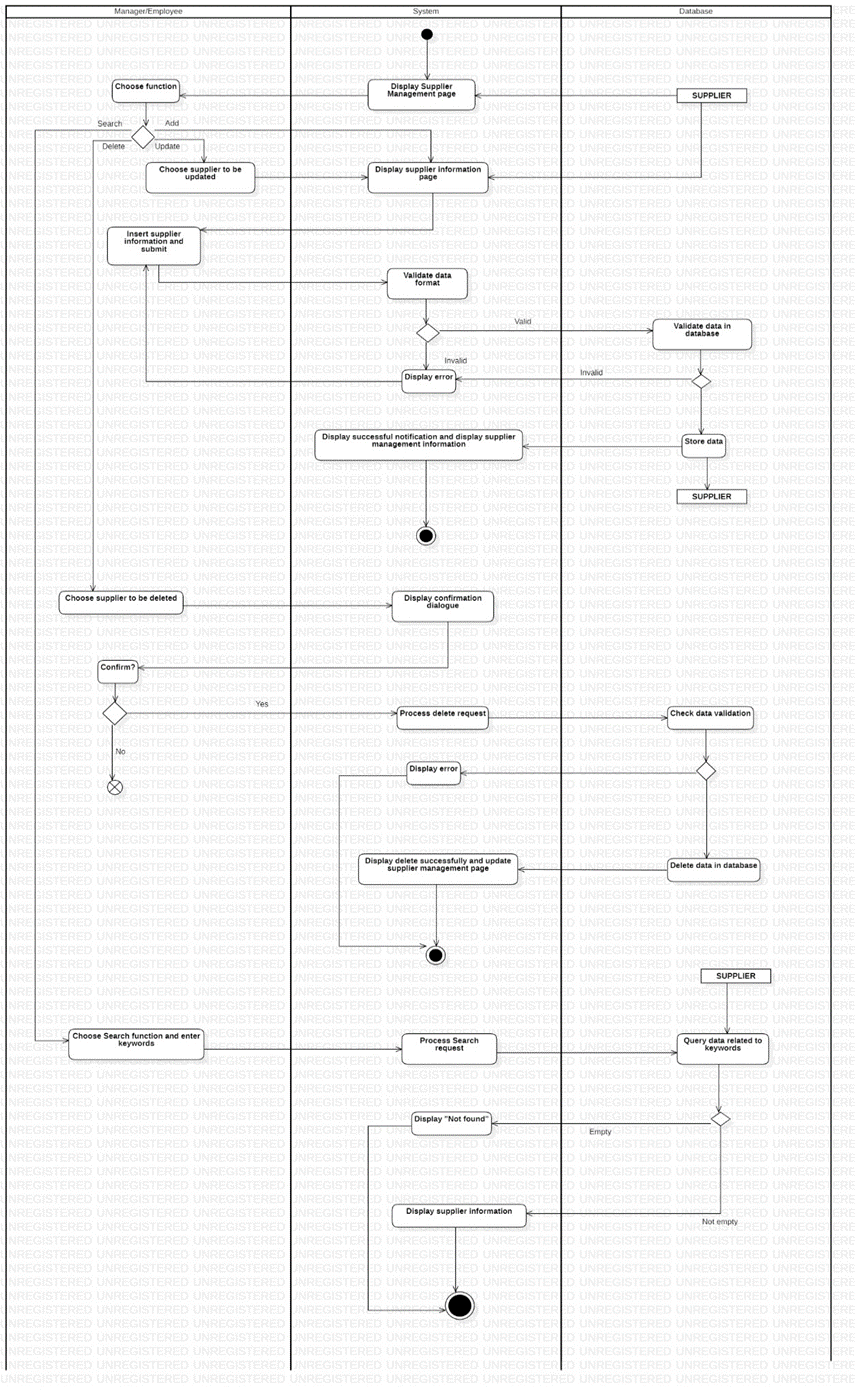 Manager/Employee
System
Database
Choose function
Display Supplier
Management page
SUPPLIER
Search
Add
Delete
Update
Choose supplier to be
updated
Display supplier information
page
Insert supplier
information and
submit
Validate data
format
Valid
Validate data in
database
Invalid
Display error
Invalid
Display successful notification and display supplier
management information
Store data
SUPPLIER
Choose supplier to be deleted
Display confirmation
dialogue
Confirm?
Yes
Process delete request
Check data validation
No
Display error
Display delete successfully and update
supplier management page
Delete data in database
SUPPLIER
Choose Search function and enter
keywords
Process Search
request
Query data related to
keywords
Display "Not found"
Empty
Display supplier information
Not empty
UNREGISTERED